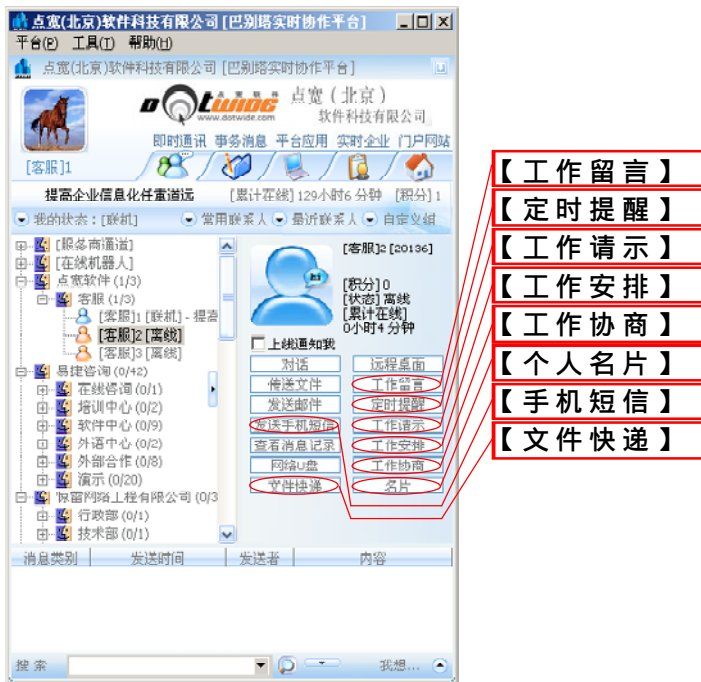 点宽(北京)软件科技有限公司 [巴别塔实时协作平台]
平台(P) 工具(T) 帮助(H)
点宽(北京)软件科技有限公司 [巴别塔实时协作平台]
点宽软件 点宽(北京)
dotwide 软件科技有限公司
www.dotwide.com
即时通讯 事务消息 平台应用 实时企业 门户网站
[客服]1
提高企业信息化任重道远 [累计在线] 129小时6 分钟 [积分] 1
我的状态:[联机] 常用联系人 最近联系人 自定义组
[服务商通道]
[在线机器人]
点宽软件 (1/3)
客服 (1/3)
[客服]1 [联机] - 提高
[客服]2 [离线]
[客服]3 [离线]
易捷咨询 (0/42)
在线咨询 (0/1)
培训中心 (0/2)
软件中心 (0/9)
外语中心 (0/2)
外部合作 (0/8)
演示 (0/20)
网络工程有限公司 (0/3
行政部 (0/1)
技术部 (0/1)
[客服]2 [20136]
[积分] 0
[状态] 离线
[累计在线]
0小时4 分钟
上线通知我
对话 远程桌面
传送文件 工作留言
发送邮件 定时提醒
发送手机短信 工作请示
查看消息记录 工作安排
网络U盘 工作协商
文件快递 名片
消息类别 发送时间 发送者 内容
搜 索 我想...
【工作留言】
【定时提醒】
【工作请示】
【工作安排】
【工作协商】
【个人名片】
【手机短信】
【文件快递】